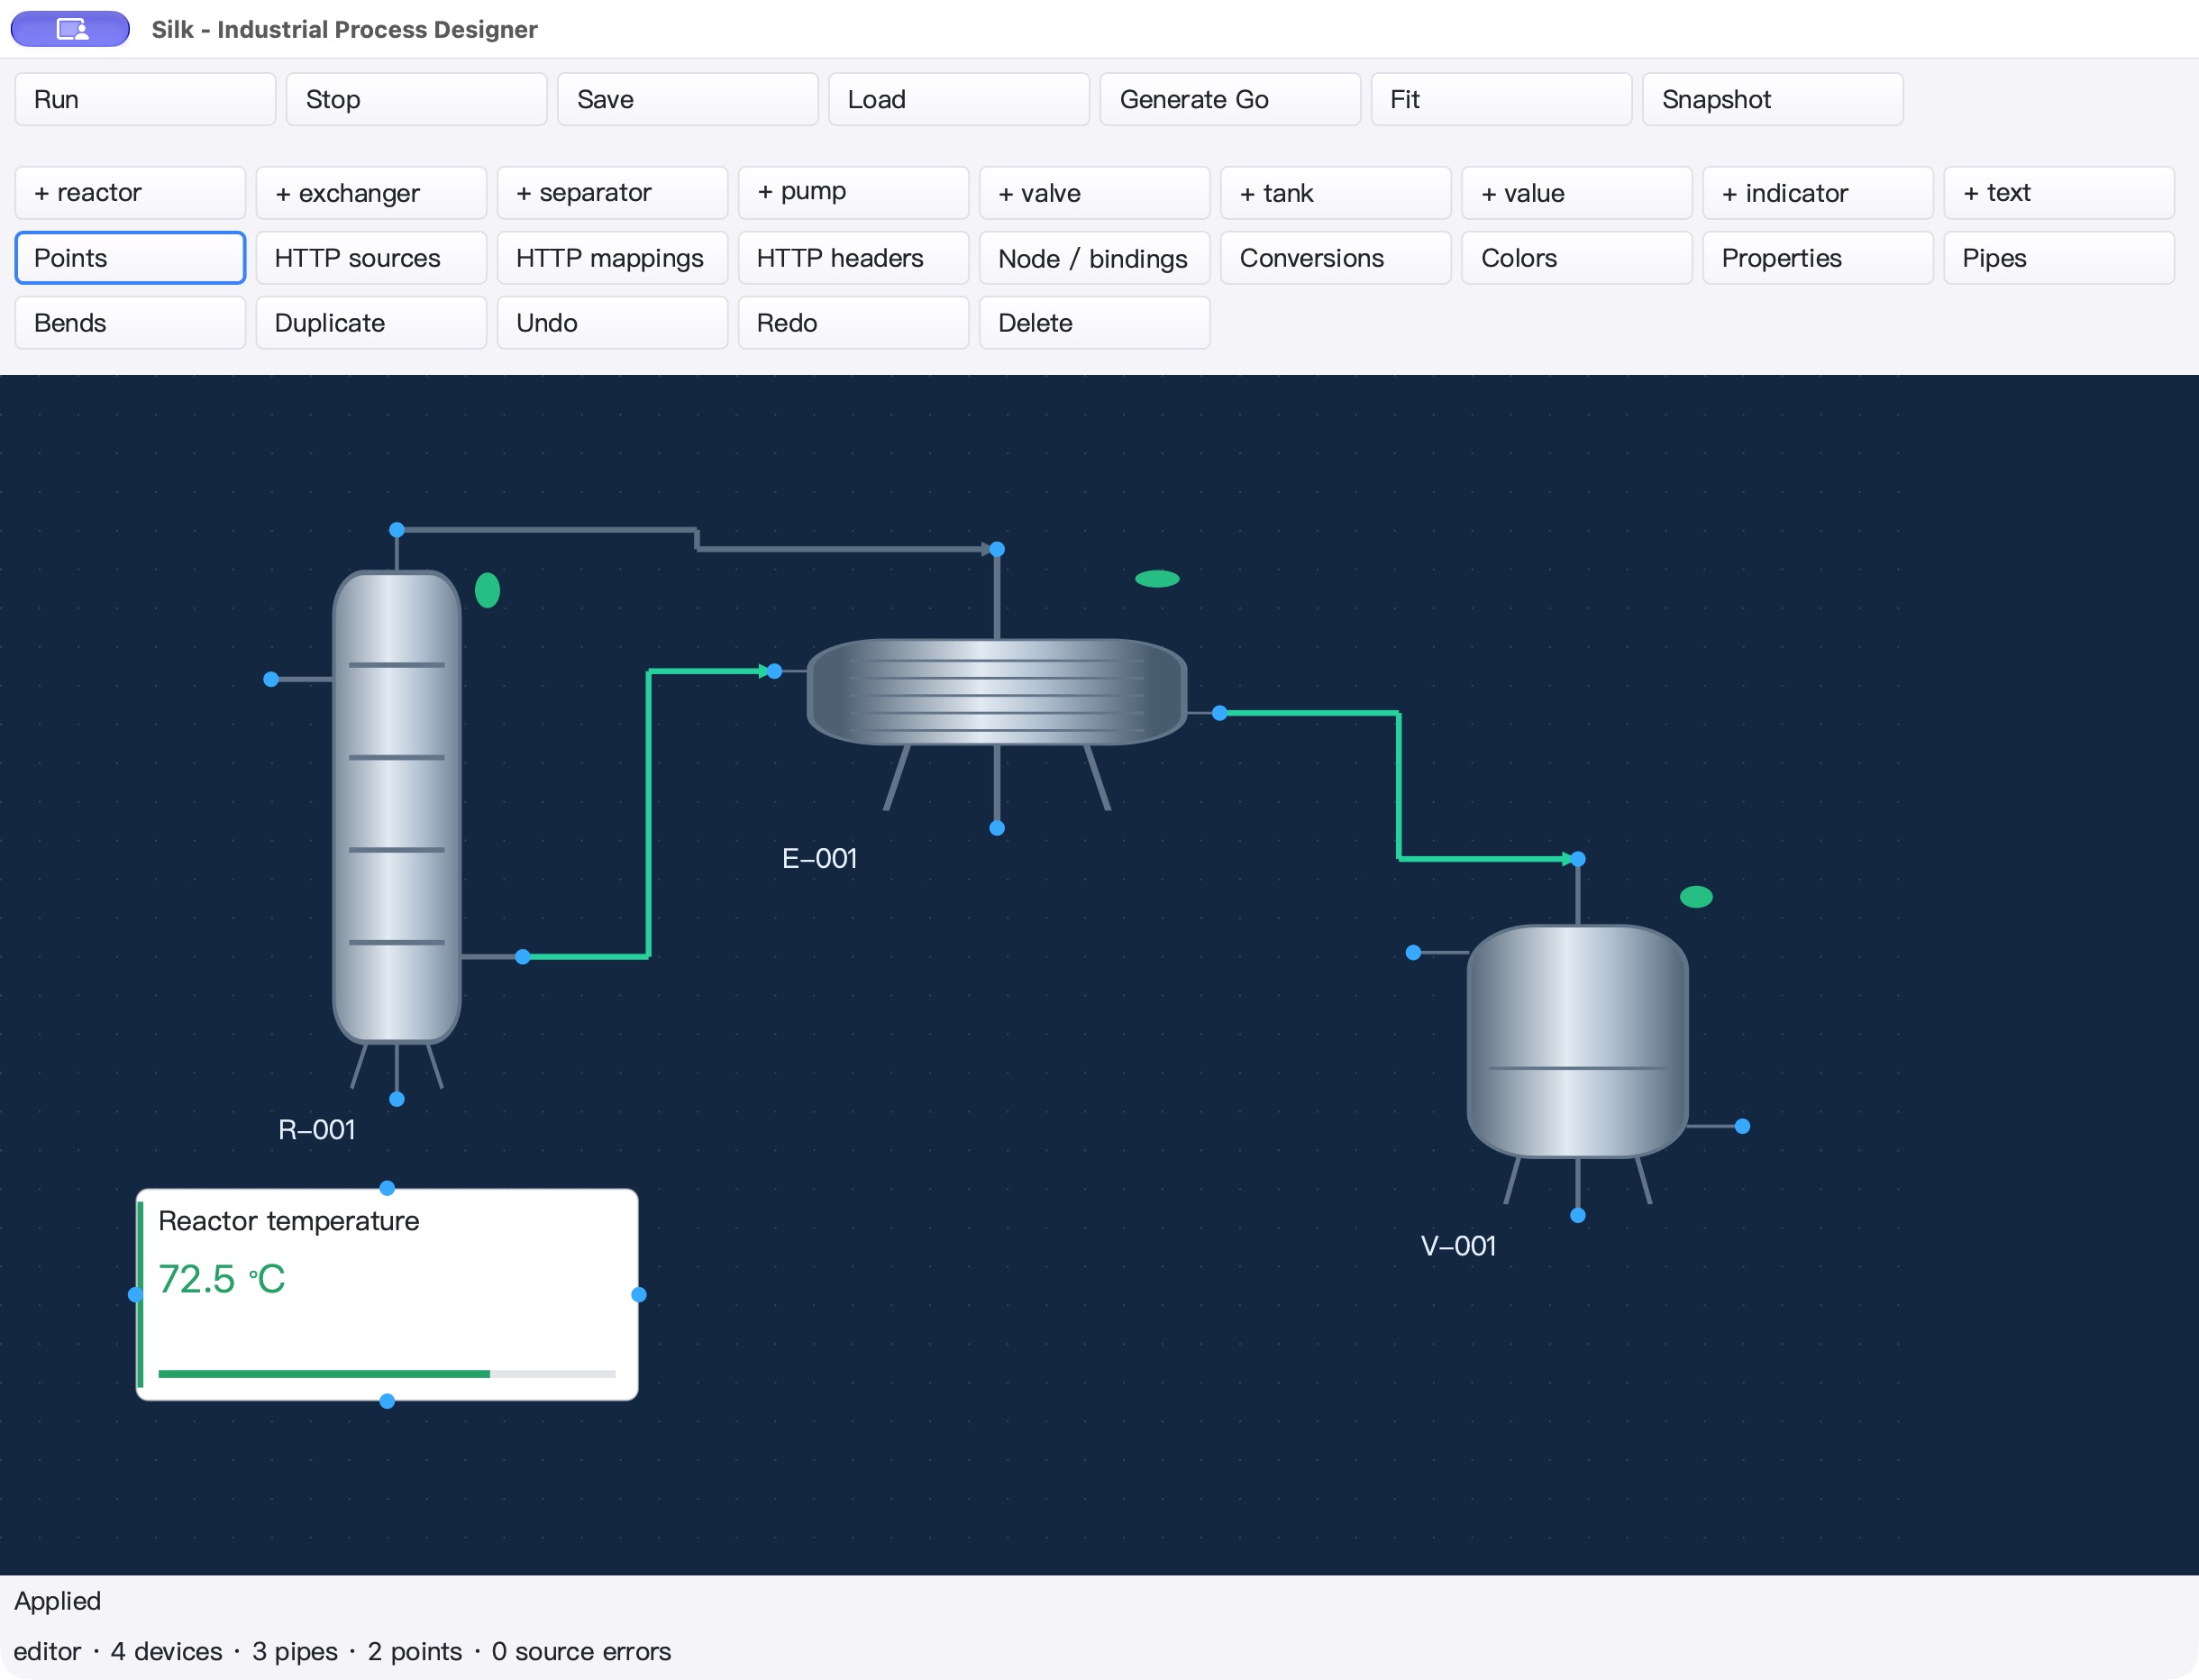 Silk - Industrial Process Designer
Run Stop Save Load Generate Go Fit Snapshot
+ reactor + exchanger + separator + pump + valve + tank + value + indicator + text
Points HTTP sources HTTP mappings HTTP headers Node / bindings Conversions Colors Properties Pipes
Bends Duplicate Undo Redo Delete
E-001
R-001
Reactor temperature
72.5 °C
V-001
Applied
editor · 4 devices · 3 pipes · 2 points · 0 source errors